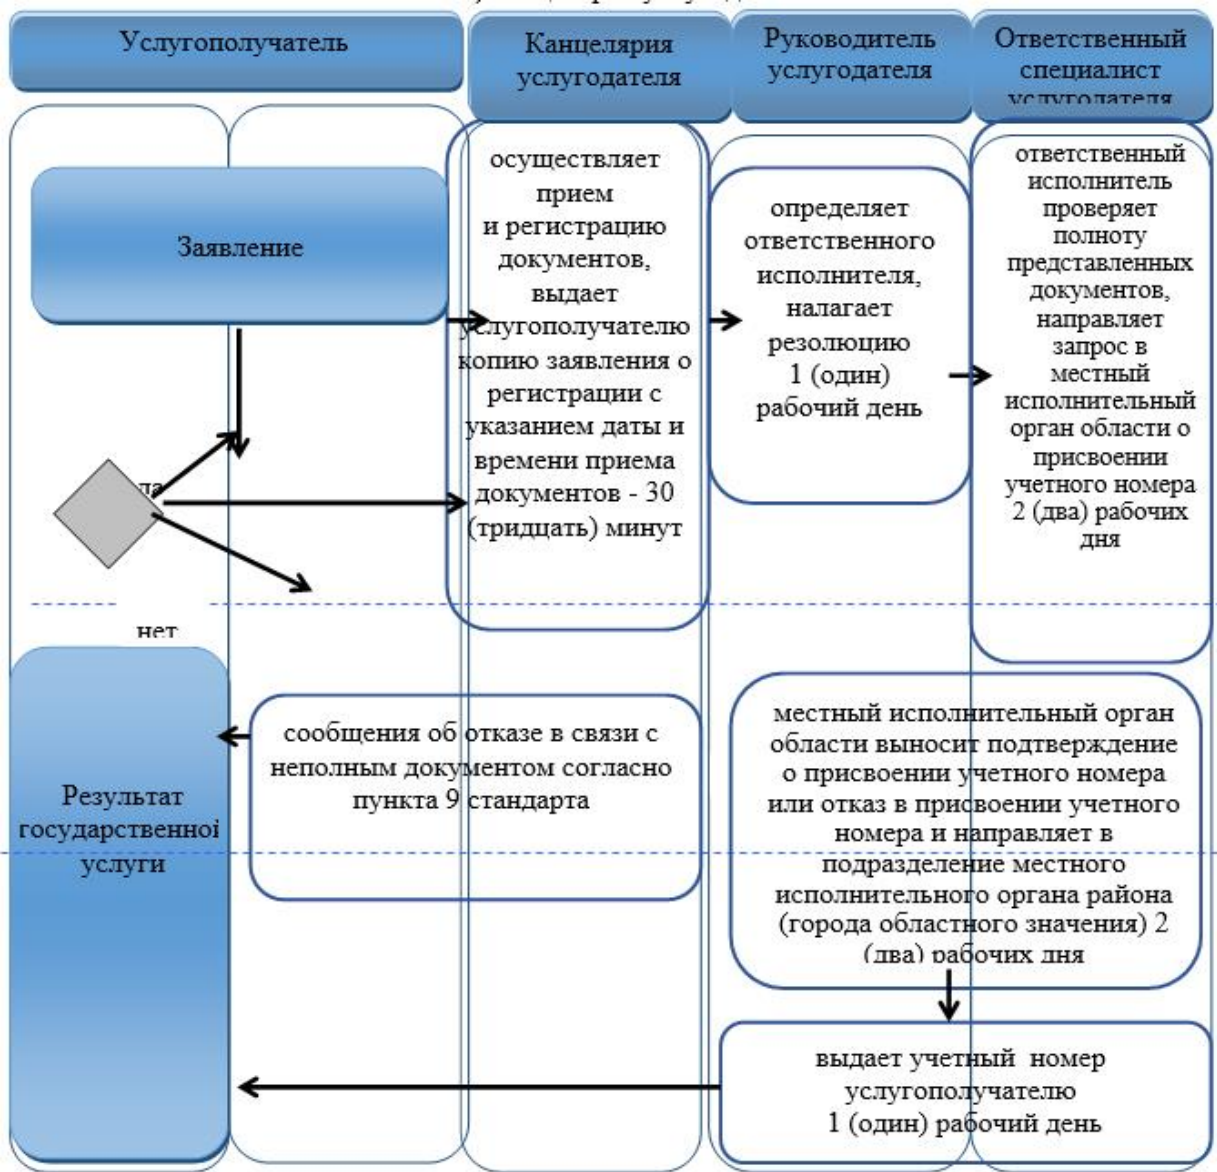 Услугополучатель
Канцелярия
услугодателя
Руководитель
услугодателя
Ответственный
специалист
услугодателя
Заявление
осуществляет
прием
и регистрацию
документов,
выдает
услугополучателю
копию заявления о
регистрации с
указанием даты и
времени приема
документов - 30
(тридцать) минут
определяет
ответственного
исполнителя,
налагает
резолюцию
1 (один)
рабочий день
ответственный
исполнитель
проверяет
полноту
представленных
документов,
направляет
запрос в
местный
исполнительный
орган области о
присвоении
учетного номера
2 (два) рабочих
дня
да
нет
Результат
государственной
услуги
сообщения об отказе в связи с
неполным документом согласно
пункта 9 стандарта
местный исполнительный орган
области выносит подтверждение
о присвоении учетного номера
или отказ в присвоении учетного
номера и направляет в
подразделение местного
исполнительного органа района
(города областного значения) 2
(два) рабочих дня
выдает учетный номер
услугополучателю
1 (один) рабочий день